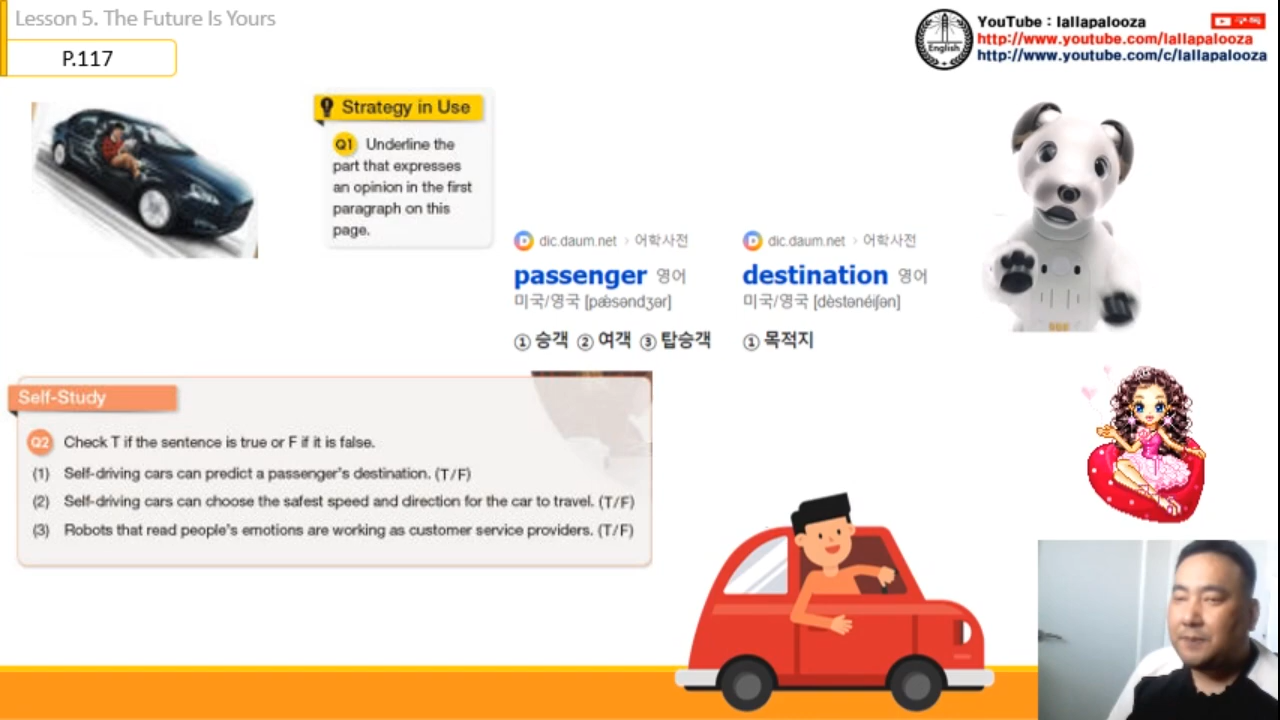 Lesson 5. The Future Is Yours
P.117
YouTube : lallapalooza
구독
http://www.youtube.com/lallapalooza
http://www.youtube.com/c/lallapalooza
English
Strategy in Use
Q1 Underline the
part that expresses
an opinion in the first
paragraph on this
page.
dic.daum.net › 어학사전
passenger 영어
미국/영국 [pǽsəndʒər]
① 승객 ② 여객 ③ 탑승객
dic.daum.net › 어학사전
destination 영어
미국/영국 [dèstənéiʃən]
① 목적지
Self-Study
Q2 Check T if the sentence is true or F if it is false.
(1) Self-driving cars can predict a passenger's destination. (T/F)
(2) Self-driving cars can choose the safest speed and direction for the car to travel. (T/F)
(3) Robots that read people's emotions are working as customer service providers. (T/F)